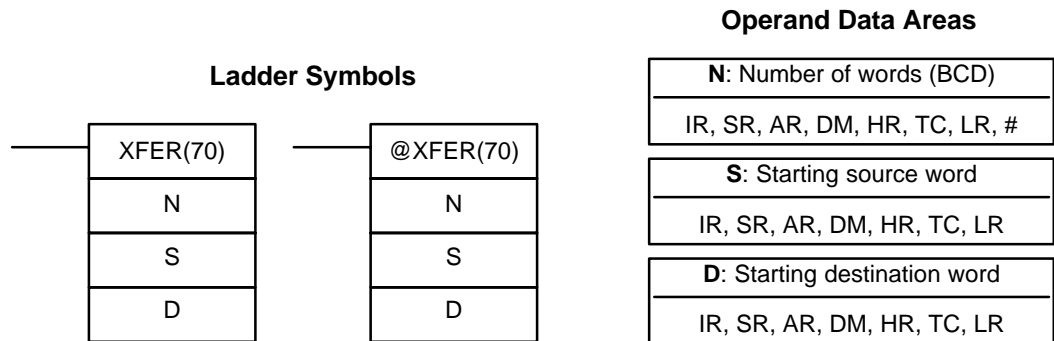 Ladder Symbols
XFER(70)
N
S
D
@XFER(70)
N
S
D
Operand Data Areas
N: Number of words (BCD)
IR, SR, AR, DM, HR, TC, LR, #
S: Starting source word
IR, SR, AR, DM, HR, TC, LR
D: Starting destination word
IR, SR, AR, DM, HR, TC, LR